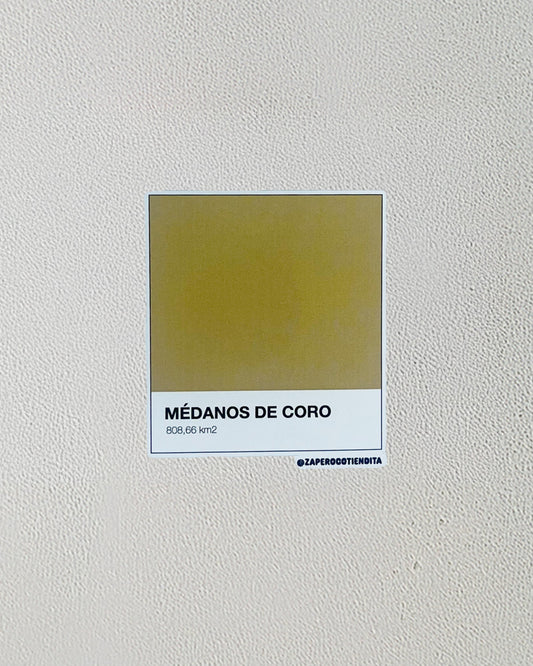 MÉDANOS DE CORO
808,66 km2
@ZAPEROCOTIENDITA